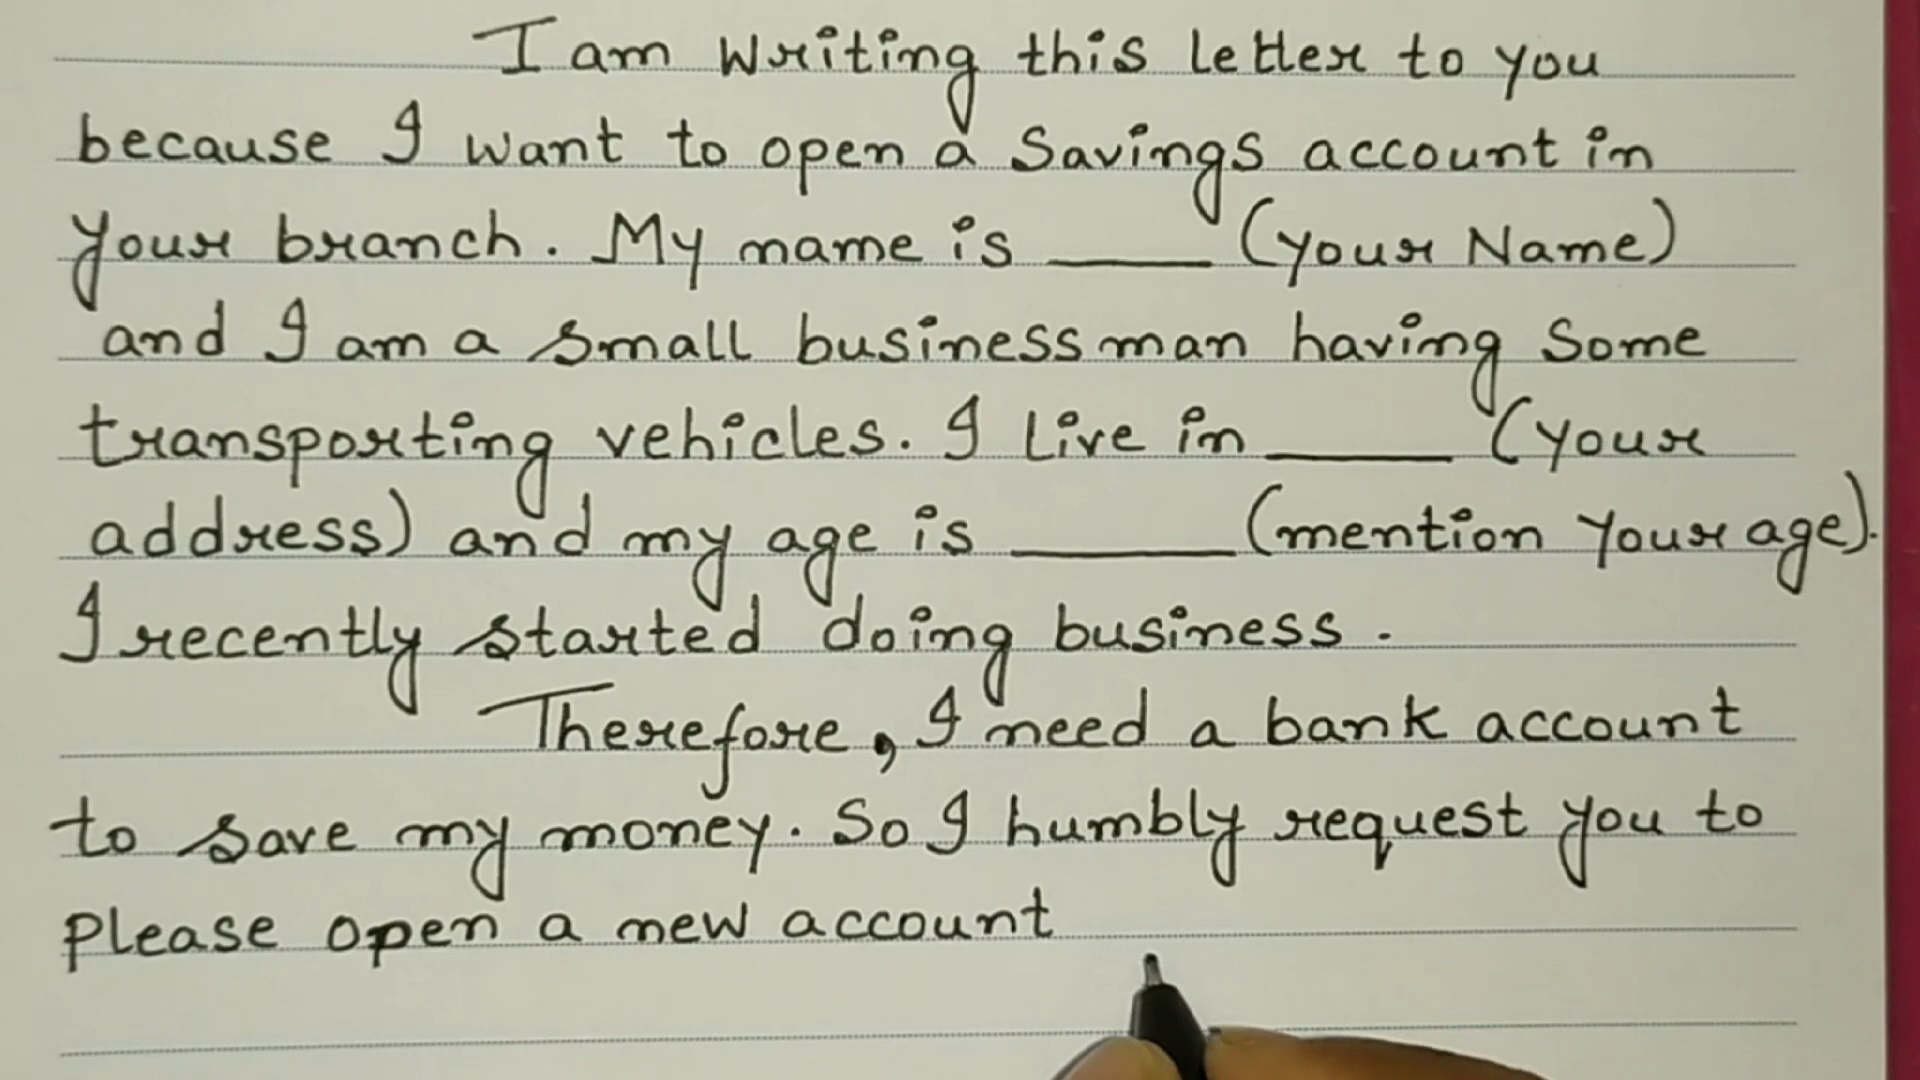 I am writing this letter to you
because I want to open a Savings account in
your branch. My name is _____ (your Name)
and I am a small businessman having some
transporting vehicles. I live in _____ (your
address) and my age is _____ (mention your age).
I recently started doing business.
Therefore, I need a bank account
to save my money. So I humbly request you to
please open a new account